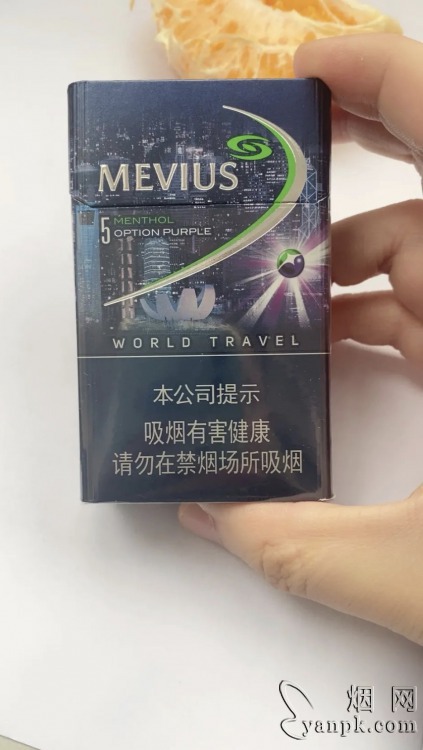 MEVIUS
5 MENTHOL
OPTION PURPLE
WORLD TRAVEL
本公司提示
吸烟有害健康
请勿在禁烟场所吸烟
烟网
yanpk.com